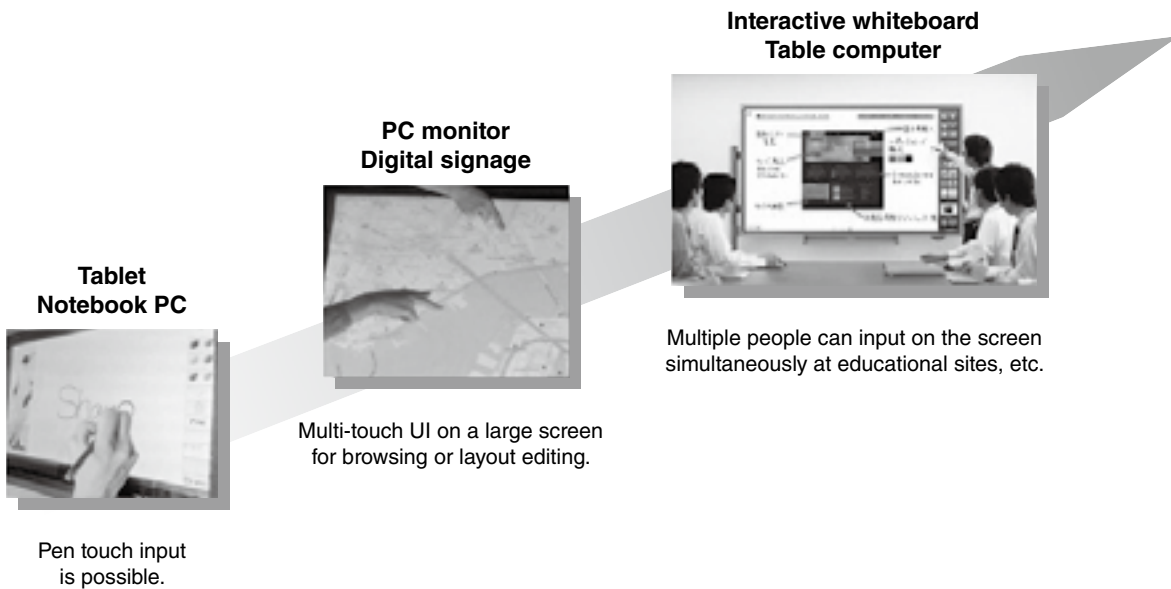 Interactive whiteboard
Table computer
PC monitor
Digital signage
Tablet
Notebook PC
Multiple people can input on the screen
simultaneously at educational sites, etc.
Multi-touch UI on a large screen
for browsing or layout editing.
Pen touch input
is possible.